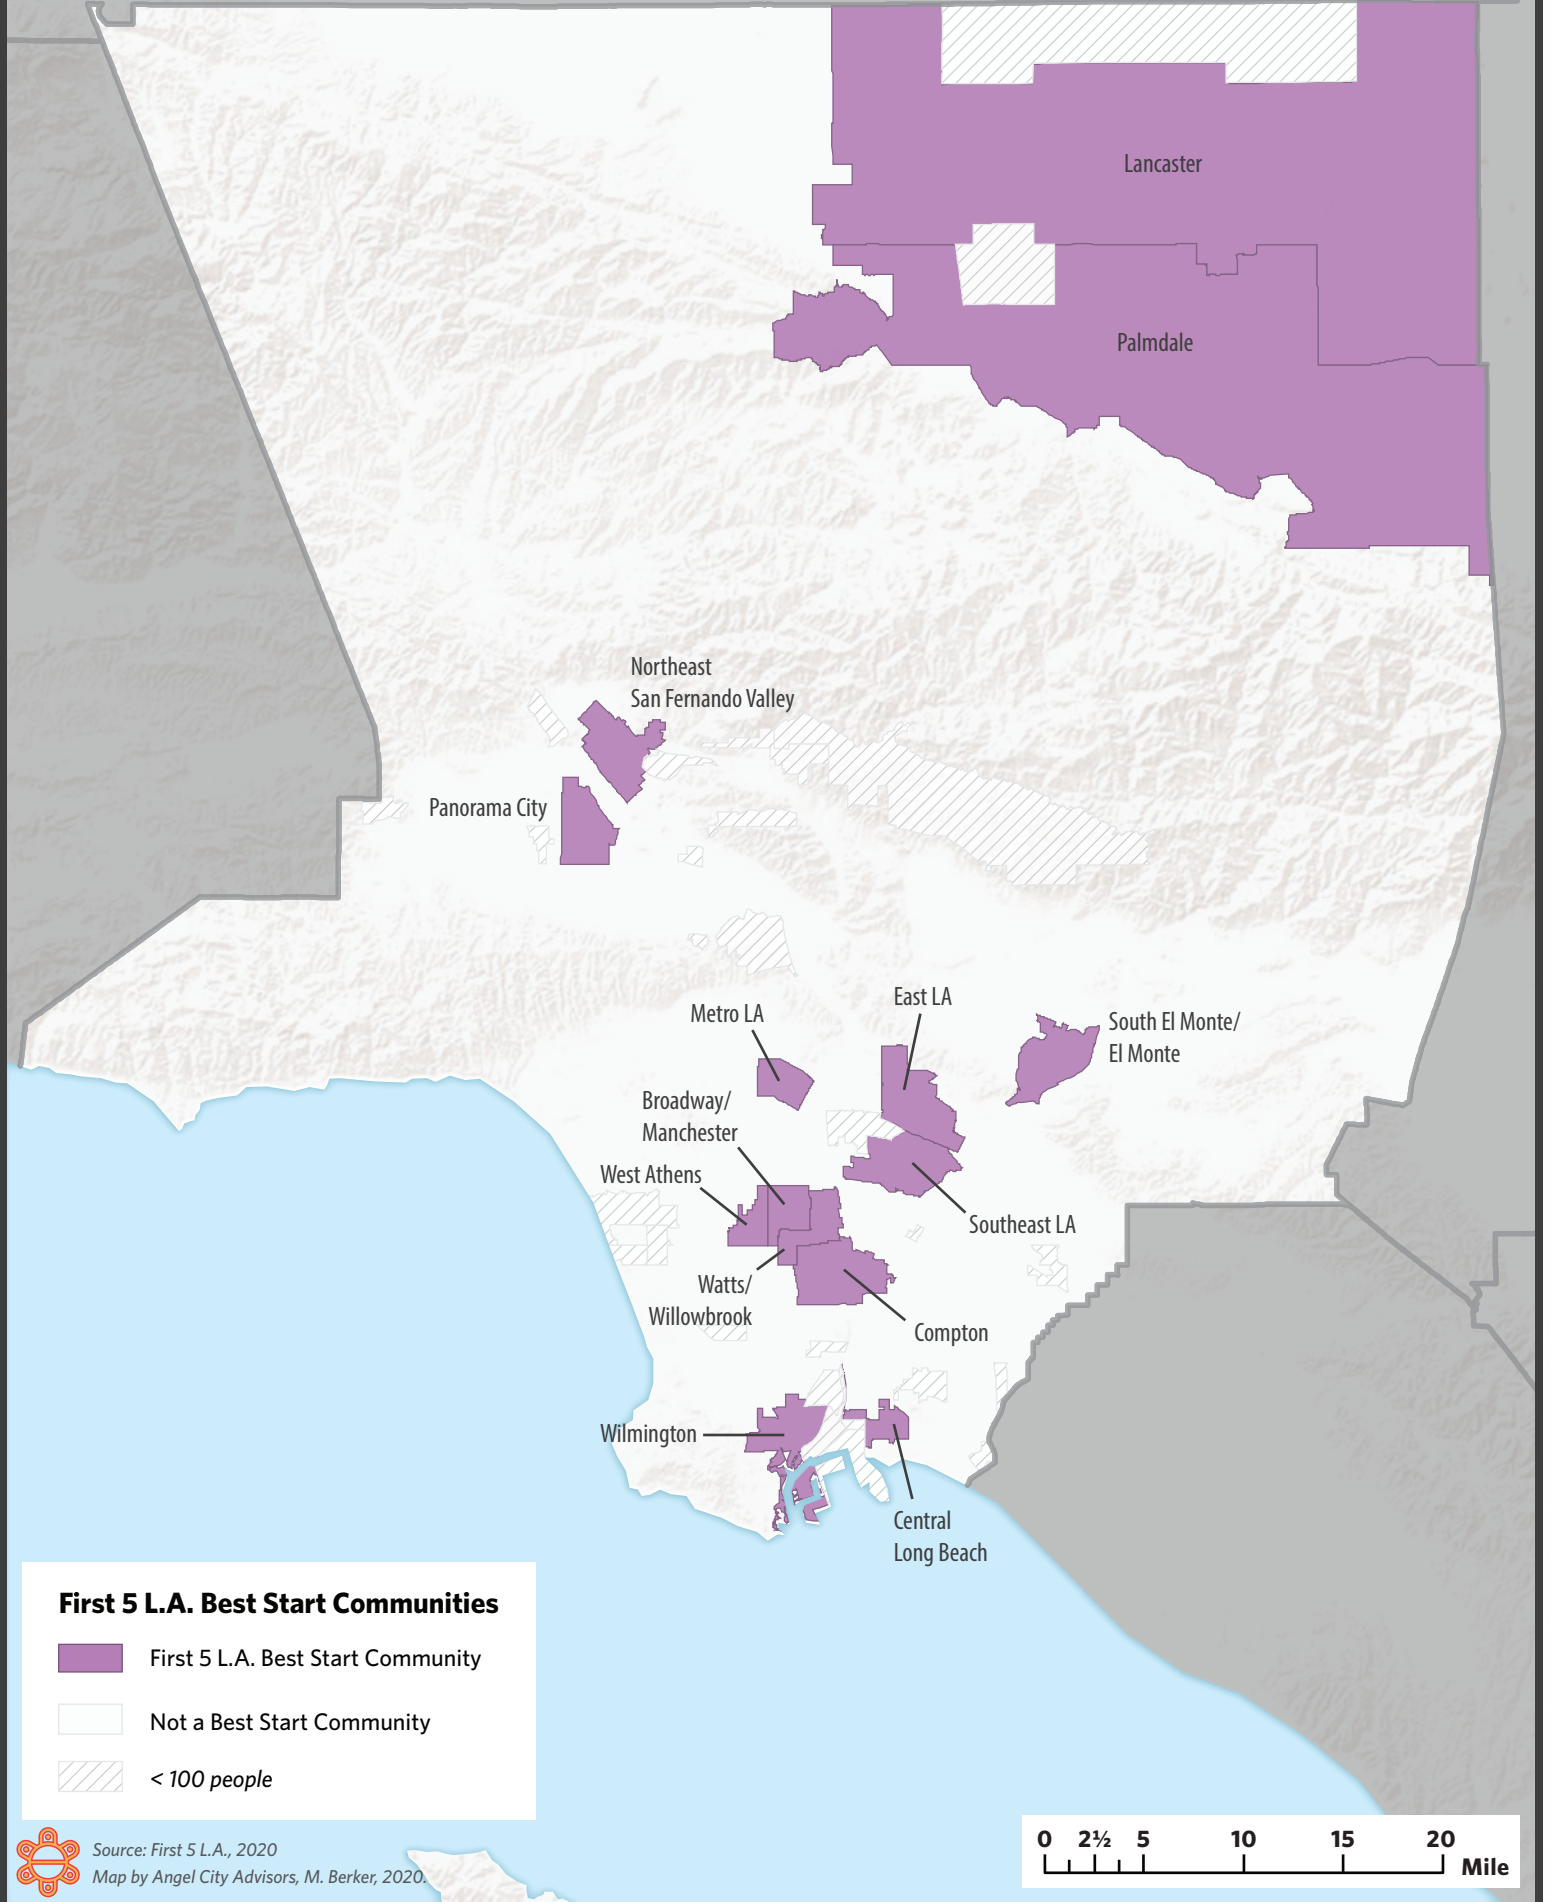 Lancaster
Palmdale
Northeast
San Fernando Valley
Panorama City
East LA
Metro LA
South El Monte/
El Monte
Broadway/
Manchester
West Athens
Southeast LA
Watts/
Willowbrook
Compton
Wilmington
Central
Long Beach
First 5 L.A. Best Start Communities
First 5 L.A. Best Start Community
Not a Best Start Community
< 100 people
Source: First 5 L.A., 2020
Map by Angel City Advisors, M. Berker, 2020.
0 2½ 5 10 15 20
Mile